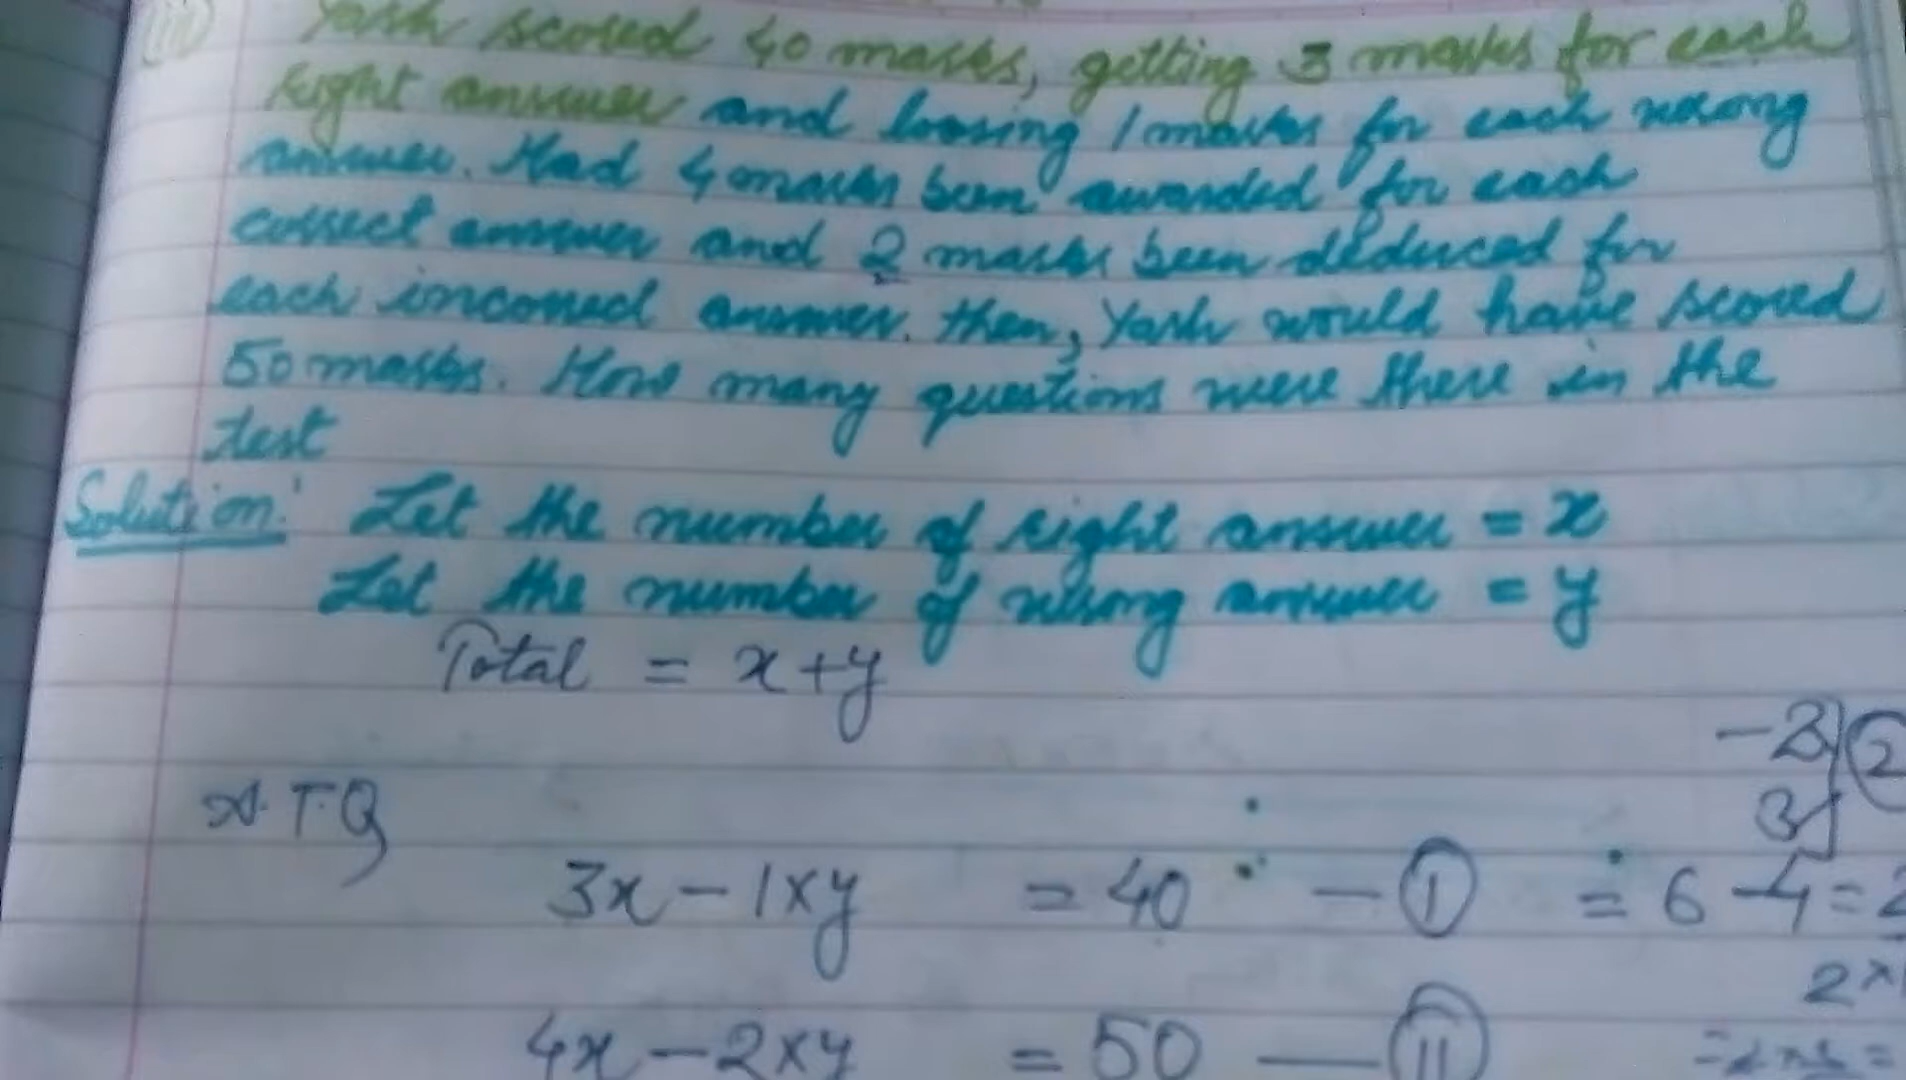 (iii) Yash scored 40 marks, getting 3 marks for each
right answer and loosing 1 marks for each wrong
answer. Had 4 marks been awarded for each
correct answer and 2 marks been deduced for
each incorrect answer. then, Yash would have scored
50 marks. How many questions were there in the
test
Solution: Let the number of right answer = x
Let the number of wrong answer = y
Total = x+y
A.T.Q
3x-1xy = 40 - (I) = 6-4=2
4x-2xy = 50 - (II)